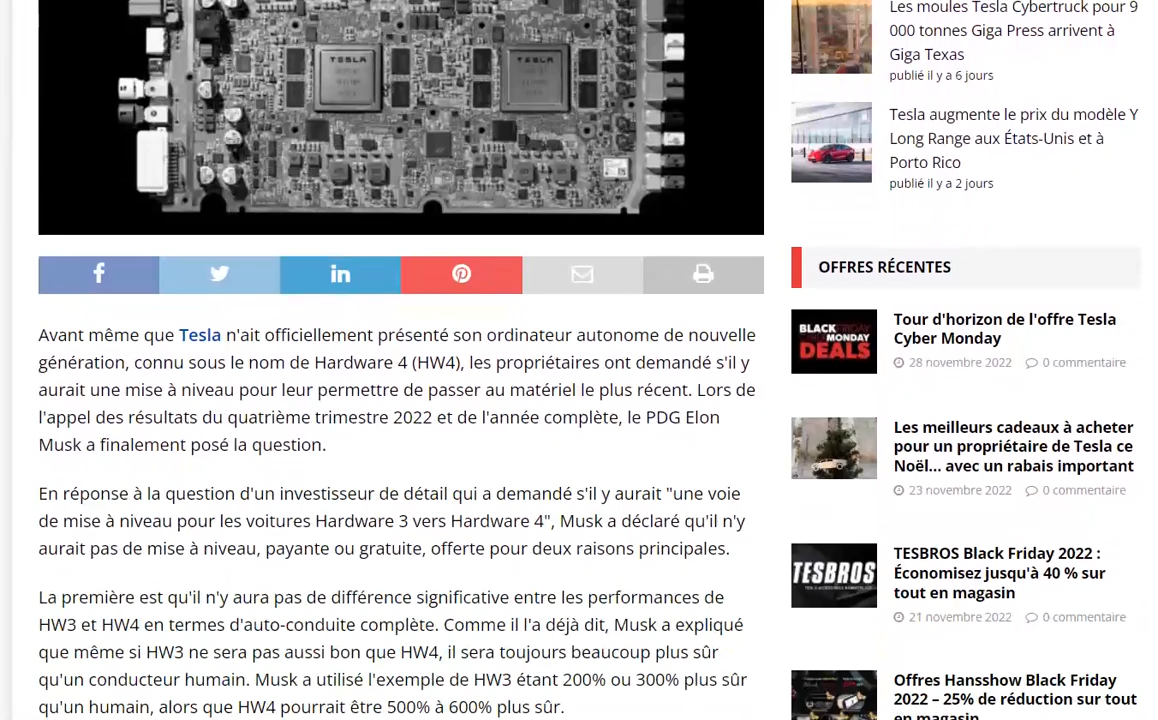 TESLA
TESLA
Avant même que Tesla n'ait officiellement présenté son ordinateur autonome de nouvelle
génération, connu sous le nom de Hardware 4 (HW4), les propriétaires ont demandé s'il y
aurait une mise à niveau pour leur permettre de passer au matériel le plus récent. Lors de
l'appel des résultats du quatrième trimestre 2022 et de l'année complète, le PDG Elon
Musk a finalement posé la question.
En réponse à la question d'un investisseur de détail qui a demandé s'il y aurait "une voie
de mise à niveau pour les voitures Hardware 3 vers Hardware 4", Musk a déclaré qu'il n'y
aurait pas de mise à niveau, payante ou gratuite, offerte pour deux raisons principales.
La première est qu'il n'y aura pas de différence significative entre les performances de
HW3 et HW4 en termes d'auto-conduite complète. Comme il l'a déjà dit, Musk a expliqué
que même si HW3 ne sera pas aussi bon que HW4, il sera toujours beaucoup plus sûr
qu'un conducteur humain. Musk a utilisé l'exemple de HW3 étant 200% ou 300% plus sûr
qu'un humain, alors que HW4 pourrait être 500% à 600% plus sûr.
Les moules Tesla Cybertruck pour 9
000 tonnes Giga Press arrivent à
Giga Texas
publié il y a 6 jours
Tesla augmente le prix du modèle Y
Long Range aux États-Unis et à
Porto Rico
publié il y a 2 jours
OFFRES RÉCENTES
BLACK FRIDAY
MONDAY
DEALS
Tour d'horizon de l'offre Tesla
Cyber Monday
28 novembre 2022 0 commentaire
Les meilleurs cadeaux à acheter
pour un propriétaire de Tesla ce
Noël... avec un rabais important
23 novembre 2022 0 commentaire
TESBROS
TESBROS Black Friday 2022 :
Économisez jusqu'à 40 % sur
tout en magasin
21 novembre 2022 0 commentaire
Offres Hansshow Black Friday
2022 – 25% de réduction sur tout
en magasin